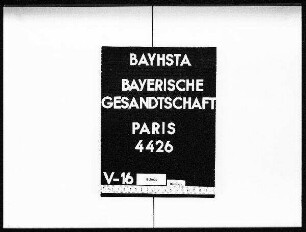 BAYHSTA
BAYERISCHE
GESANDTSCHAFT
PARIS
4426
V-16